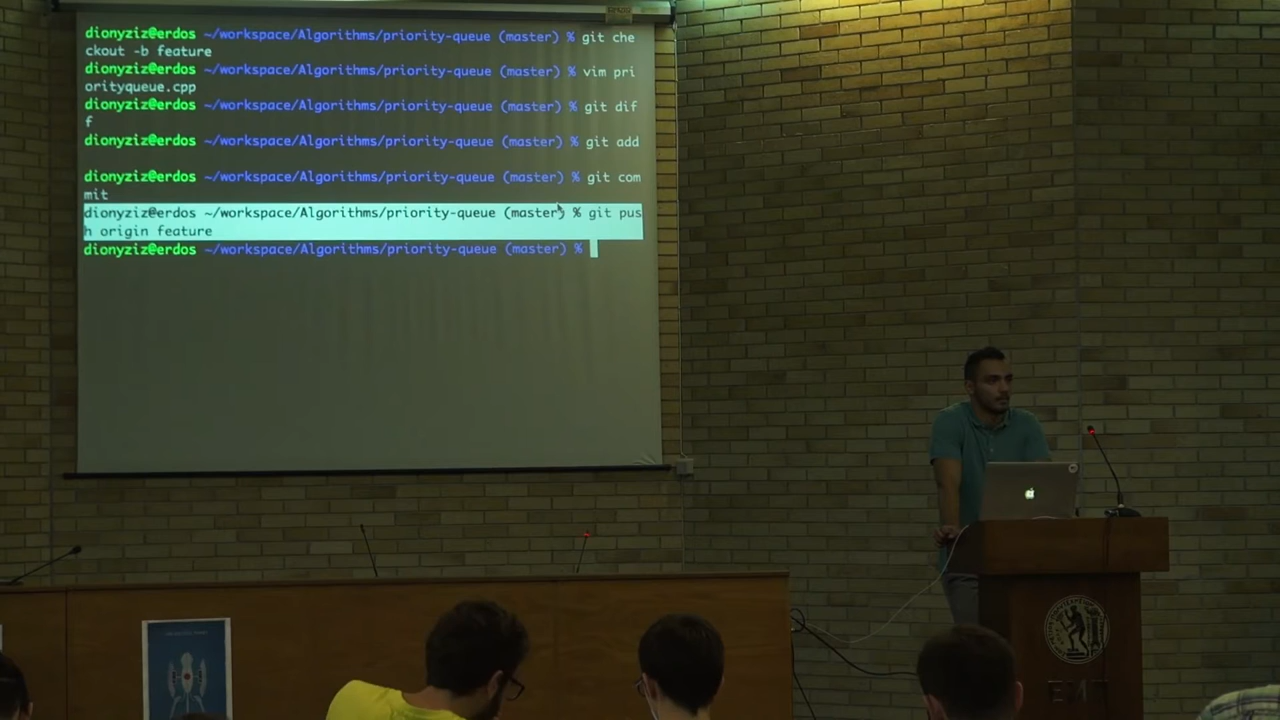 dionyziz@erdos ~/workspace/Algorithms/priority-queue (master) % git che
ckout -b feature
dionyziz@erdos ~/workspace/Algorithms/priority-queue (master) % vim pri
orityqueue.cpp
dionyziz@erdos ~/workspace/Algorithms/priority-queue (master) % git dif
f
dionyziz@erdos ~/workspace/Algorithms/priority-queue (master) % git add
dionyziz@erdos ~/workspace/Algorithms/priority-queue (master) % git com
mit
dionyziz@erdos ~/workspace/Algorithms/priority-queue (master) % git pus
h origin feature
dionyziz@erdos ~/workspace/Algorithms/priority-queue (master) %
ΕΜΠ